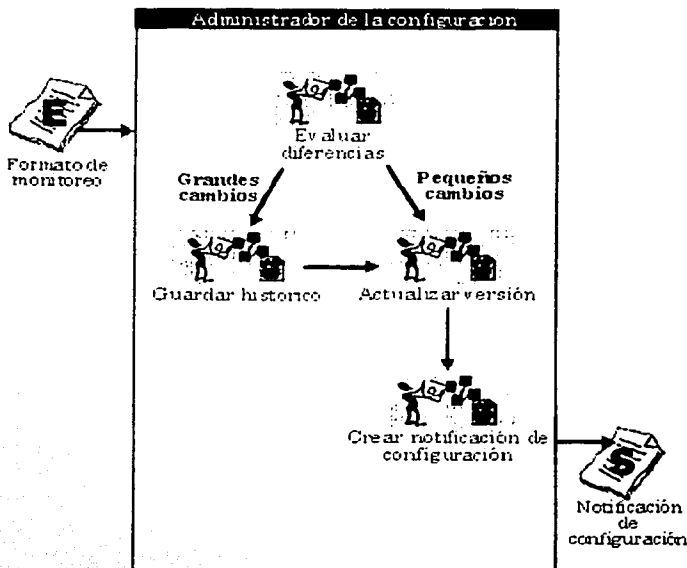 Administrador de la configuración
E
Formato de
monitoreo
Evaluar
diferencias
Grandes
cambios
Pequeños
cambios
Guardar historico
Actualizar versión
Crear notificación de
configuración
S
Notificación
de
configuración